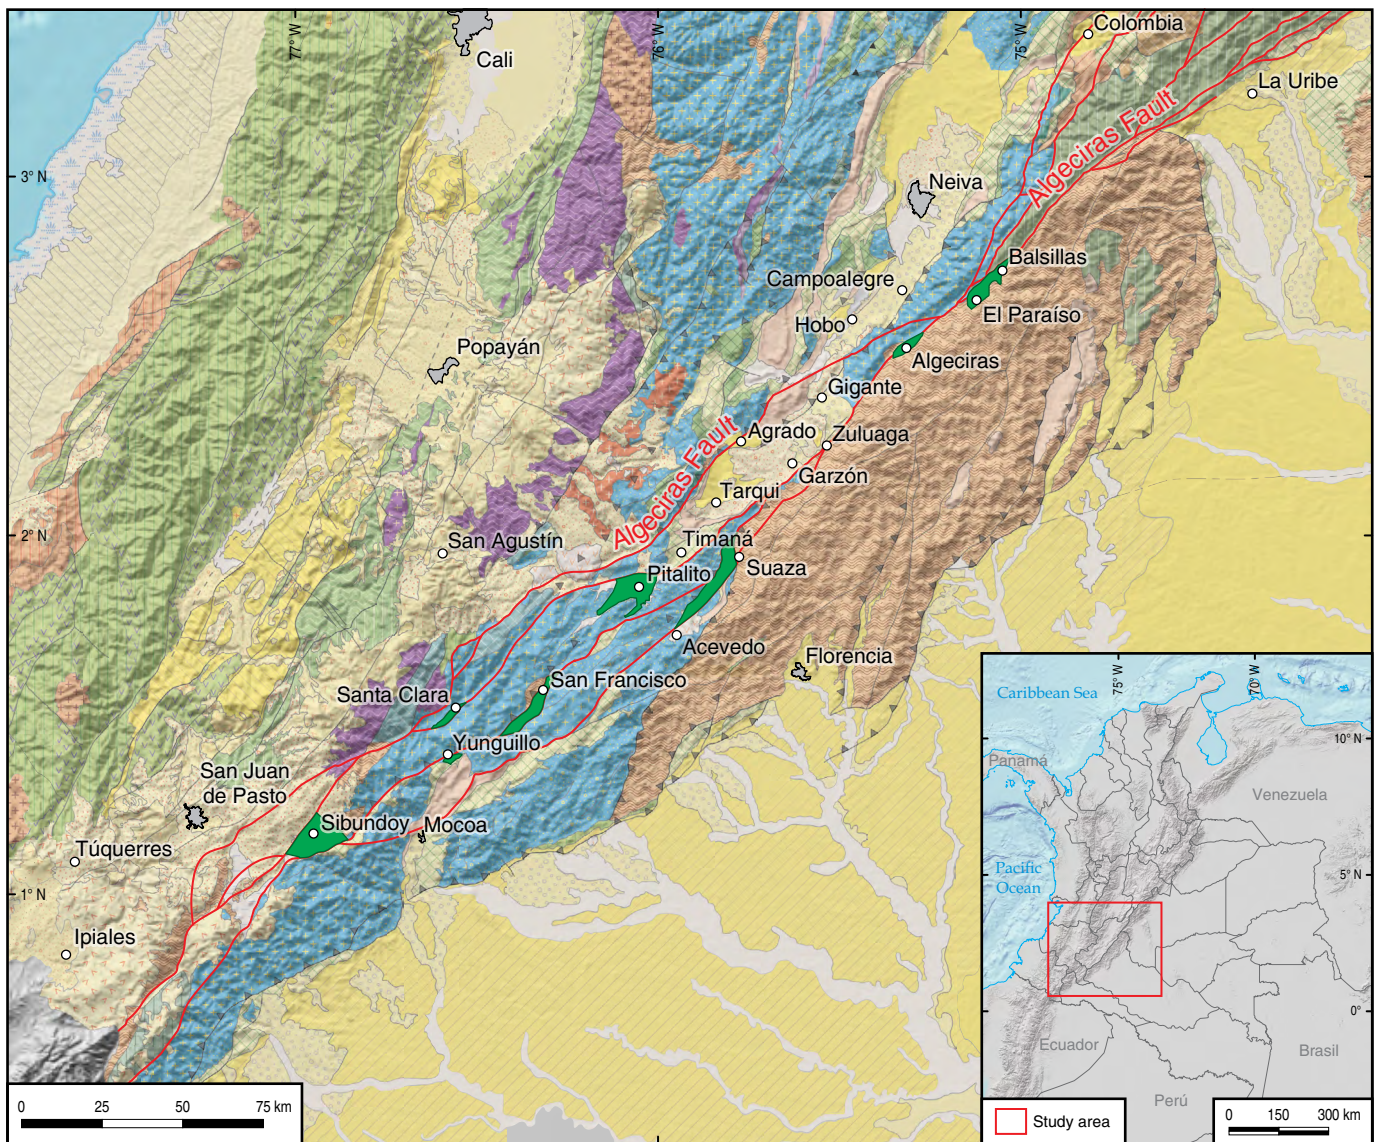 77° W
76° W
75° W
Colombia
Cali
La Uribe
Algeciras Fault
3° N
Neiva
Balsillas
Campoalegre
El Paraíso
Hobo
Popayán
Algeciras
Gigante
Agrado
Zuluaga
Algeciras Fault
Garzón
Tarqui
2° N
San Agustín
Timaná
Suaza
Pitalito
Acevedo
Florencia
San Francisco
Santa Clara
Yunguillo
San Juan
de Pasto
Sibundoy
Mocoa
Túquerres
1° N
Ipiales
0 25 50 75 km
75° W
70° W
Caribbean Sea
10° N
Panamá
Venezuela
Pacific
Ocean
5° N
0°
Ecuador
Brasil
Perú
Study area
0 150 300 km